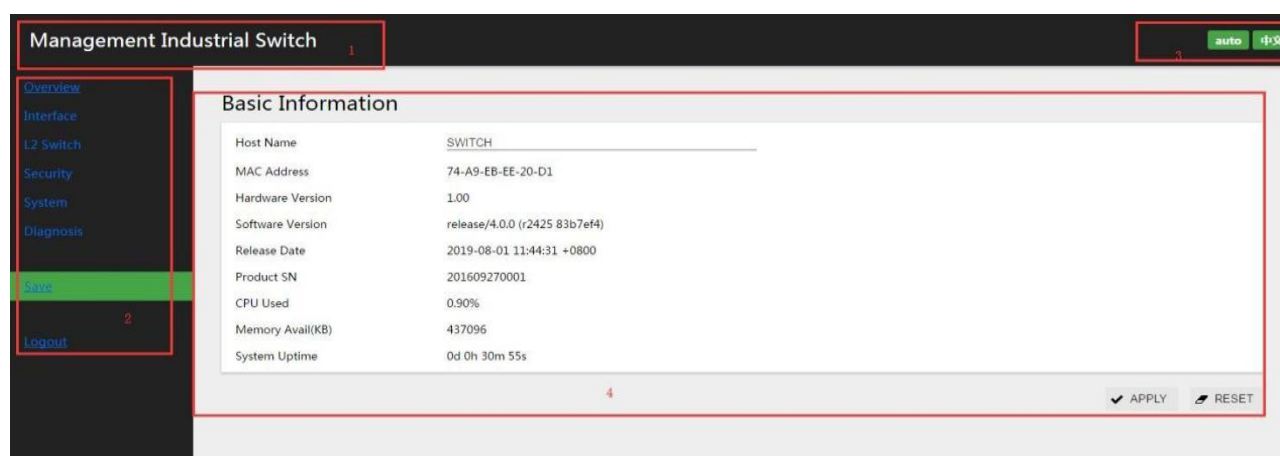 Management Industrial Switch
1
auto 中文
3
Overview
Interface
L2 Switch
Security
System
Diagnosis
Save
2
Logout
Basic Information
Host Name SWITCH
MAC Address 74-A9-EB-EE-20-D1
Hardware Version 1.00
Software Version release/4.0.0 (r2425 83b7ef4)
Release Date 2019-08-01 11:44:31 +0800
Product SN 201609270001
CPU Used 0.90%
Memory Avail(KB) 437096
System Uptime 0d 0h 30m 55s
4
APPLY RESET